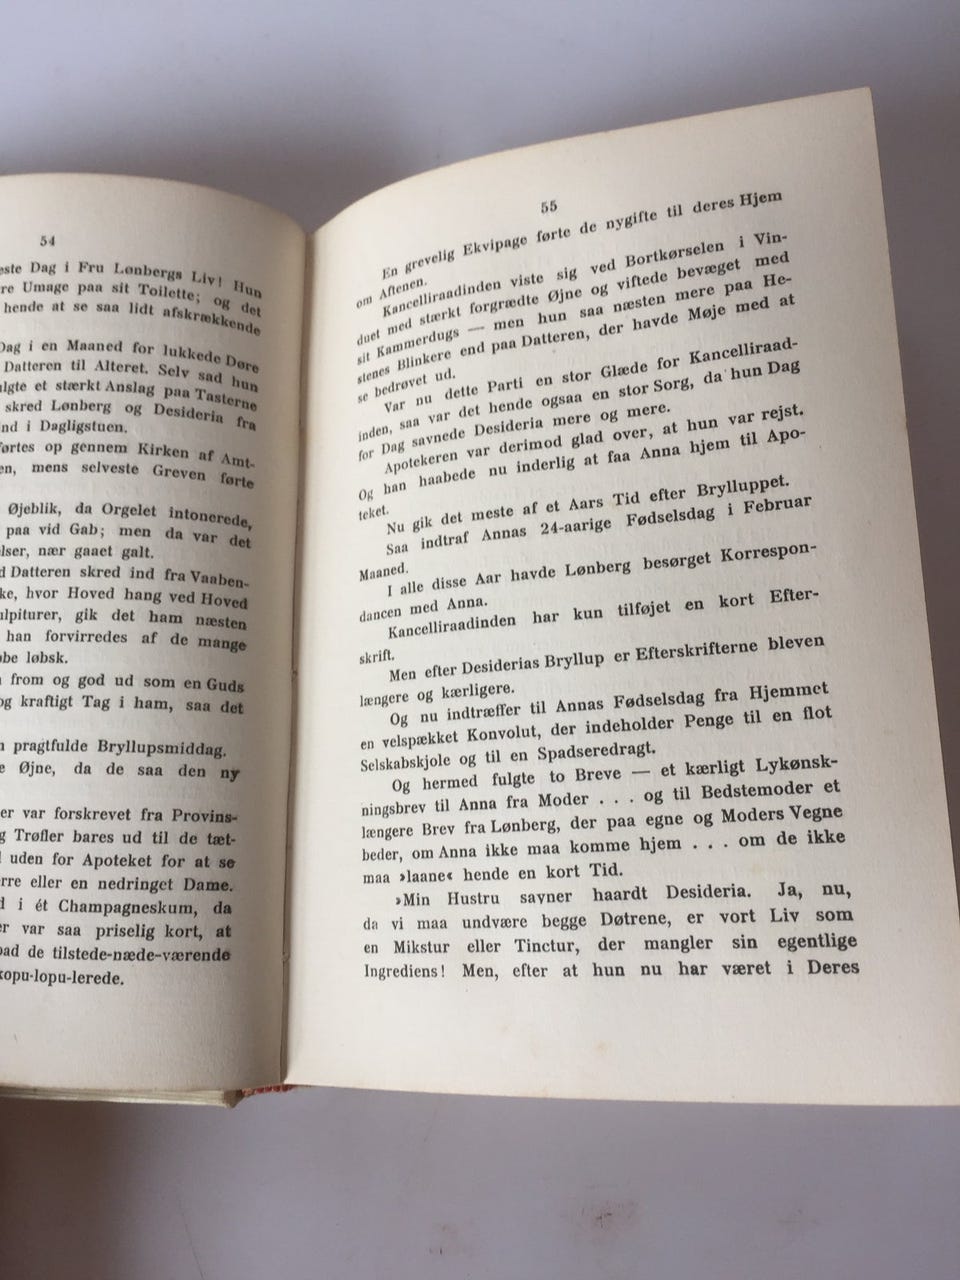 54
este Dag i Fru Lønbergs Liv! Hun
re Umage paa sit Toilette; og det
hende at se saa lidt afskrækkende
Dag i en Maaned for lukkede Døre
Datteren til Alteret. Selv sad hun
ulgte et stærkt Anslag paa Tasterne
skred Lønberg og Desideria fra
ind i Dagligstuen.
førtes op gennem Kirken af Amt-
en, mens selveste Greven førte
Øjeblik, da Orgelet intonerede,
paa vid Gab; men da var det
lser, nær gaaet galt.
d Datteren skred ind fra Vaaben-
ke, hvor Hoved hang ved Hoved
ulpiturer, gik det ham næsten
han forvirredes af de mange
øbe løbsk.
from og god ud som en Guds
og kraftigt Tag i ham, saa det
pragtfulde Bryllupsmiddag.
e Øjne, da de saa den ny
er var forskrevet fra Provins-
g Trøfler bares ud til de tæt-
uden for Apoteket for at se
rre eller en nedringet Dame.
d i ét Champagneskum, da
er var saa priselig kort, at
bad de tilstede-næde-værende
kopu-lopu-lerede.
55
En grevelig Ekvipage førte de nygifte til deres Hjem
om Aftenen.
Kancelliraadinden viste sig ved Bortkørselen i Vin-
duet med stærkt forgrædte Øjne og viftede bevæget med
sit Kammerdugs — men hun saa næsten mere paa He-
stenes Blinkere end paa Datteren, der havde Møje med at
se bedrøvet ud.
Var nu dette Parti en stor Glæde for Kancelliraad-
inden, saa var det hende ogsaa en stor Sorg, da hun Dag
for Dag savnede Desideria mere og mere.
Apotekeren var derimod glad over, at hun var rejst.
Og han haabede nu inderlig at faa Anna hjem til Apo-
teket.
Nu gik det meste af et Aars Tid efter Brylluppet.
Saa indtraf Annas 24-aarige Fødselsdag i Februar
Maaned.
I alle disse Aar havde Lønberg besørget Korrespon-
dancen med Anna.
Kancelliraadinden har kun tilføjet en kort Efter-
skrift.
Men efter Desiderias Bryllup er Efterskrifterne bleven
længere og kærligere.
Og nu indtræffer til Annas Fødselsdag fra Hjemmet
en velspækket Konvolut, der indeholder Penge til en flot
Selskabskjole og til en Spadseredragt.
Og hermed fulgte to Breve — et kærligt Lykønsk-
ningsbrev til Anna fra Moder . . . og til Bedstemoder et
længere Brev fra Lønberg, der paa egne og Moders Vegne
beder, om Anna ikke maa komme hjem . . . om de ikke
maa »laane« hende en kort Tid.
»Min Hustru savner haardt Desideria. Ja, nu,
da vi maa undvære begge Døtrene, er vort Liv som
en Mikstur eller Tinctur, der mangler sin egentlige
Ingrediens! Men, efter at hun nu har været i Deres